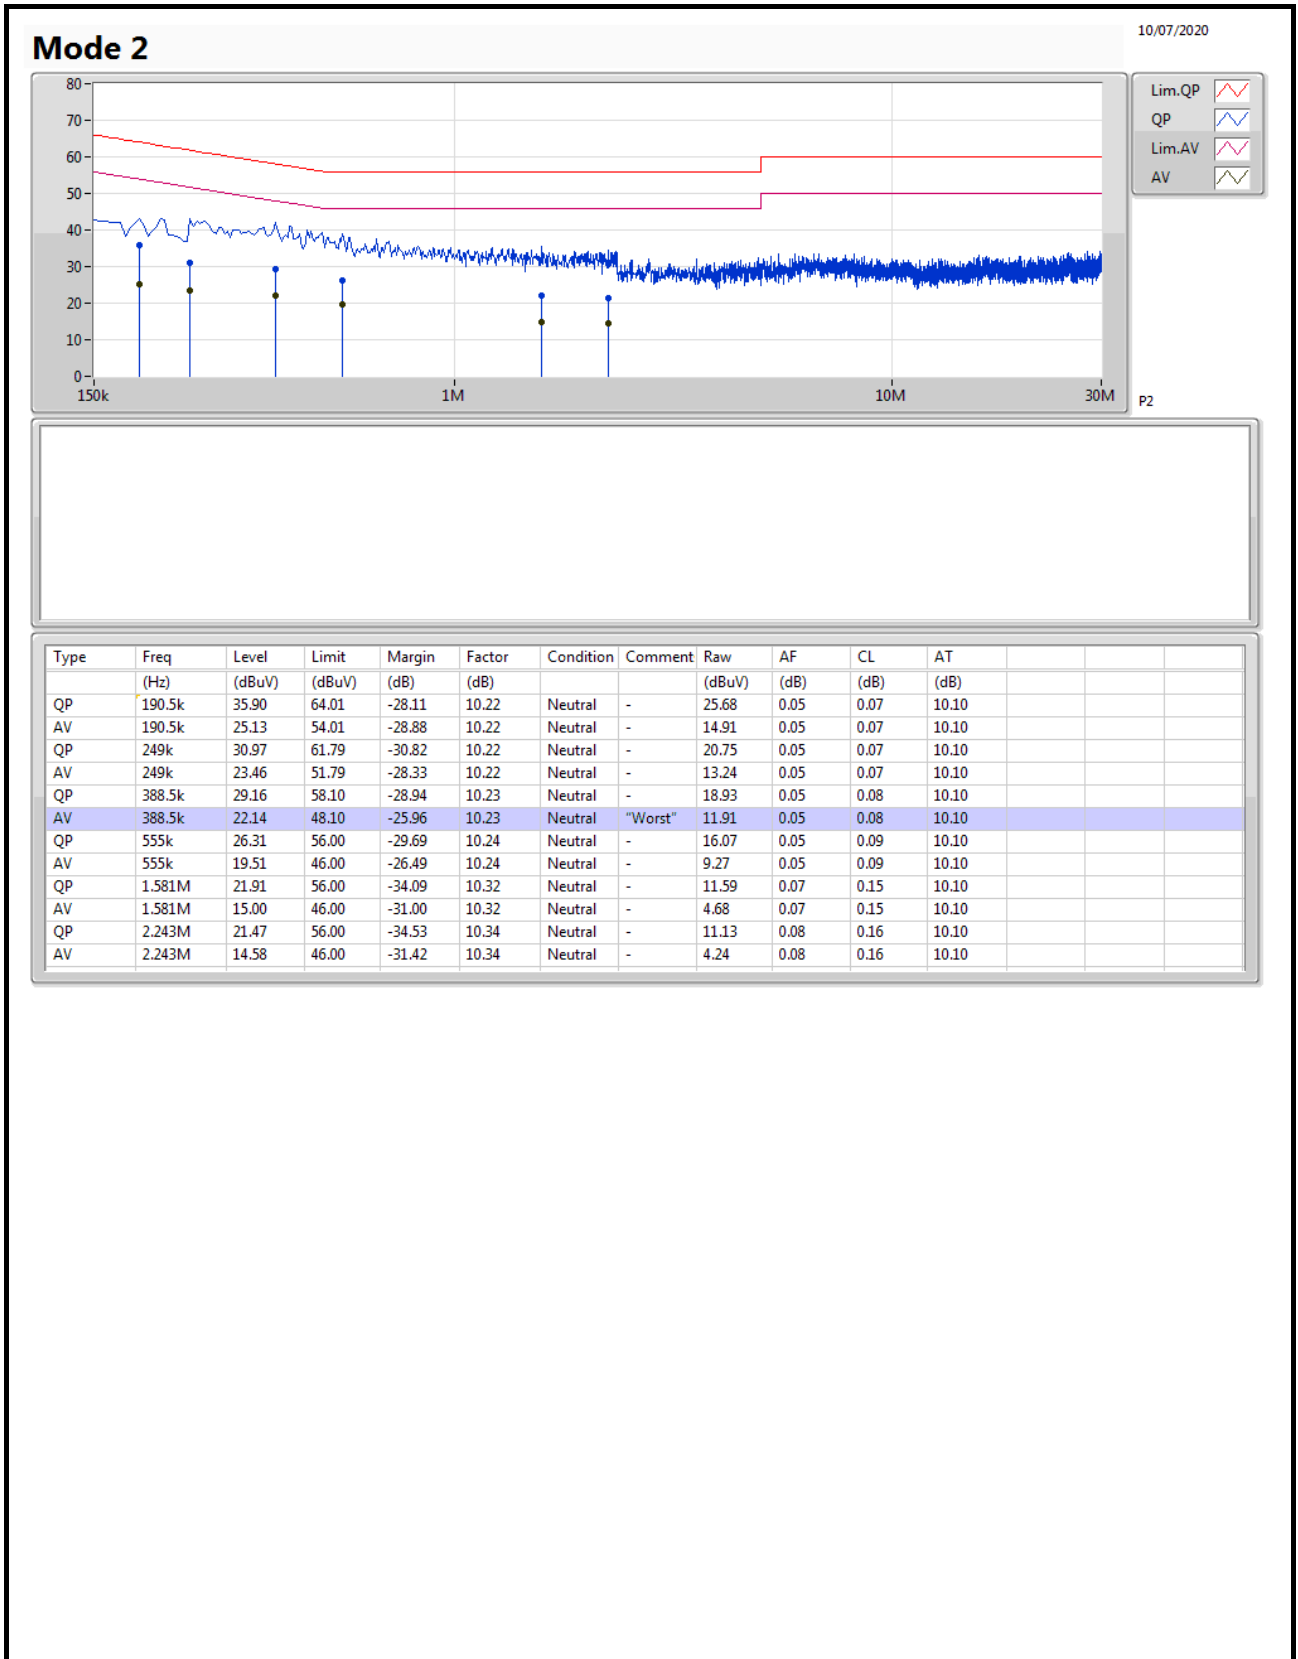 10/07/2020
Mode 2
80
70
60
50
40
30
20
10
0
150k 1M 10M 30M
Lim.QP
QP
Lim.AV
AV
P2
Type Freq Level Limit Margin Factor Condition Comment Raw AF CL AT
(Hz) (dBuV) (dBuV) (dB) (dB) (dBuV) (dB) (dB) (dB)
QP 190.5k 35.90 64.01 -28.11 10.22 Neutral - 25.68 0.05 0.07 10.10
AV 190.5k 25.13 54.01 -28.88 10.22 Neutral - 14.91 0.05 0.07 10.10
QP 249k 30.97 61.79 -30.82 10.22 Neutral - 20.75 0.05 0.07 10.10
AV 249k 23.46 51.79 -28.33 10.22 Neutral - 13.24 0.05 0.07 10.10
QP 388.5k 29.16 58.10 -28.94 10.23 Neutral - 18.93 0.05 0.08 10.10
AV 388.5k 22.14 48.10 -25.96 10.23 Neutral "Worst" 11.91 0.05 0.08 10.10
QP 555k 26.31 56.00 -29.69 10.24 Neutral - 16.07 0.05 0.09 10.10
AV 555k 19.51 46.00 -26.49 10.24 Neutral - 9.27 0.05 0.09 10.10
QP 1.581M 21.91 56.00 -34.09 10.32 Neutral - 11.59 0.07 0.15 10.10
AV 1.581M 15.00 46.00 -31.00 10.32 Neutral - 4.68 0.07 0.15 10.10
QP 2.243M 21.47 56.00 -34.53 10.34 Neutral - 11.13 0.08 0.16 10.10
AV 2.243M 14.58 46.00 -31.42 10.34 Neutral - 4.24 0.08 0.16 10.10